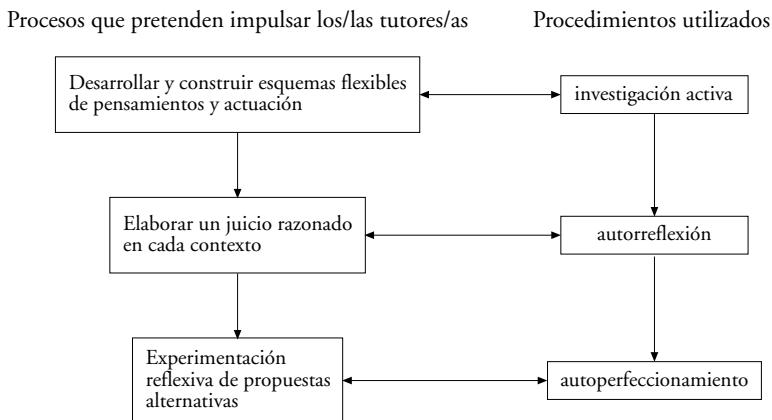 Procesos que pretenden impulsar los/las tutores/as
Procedimientos utilizados
Desarrollar y construir esquemas flexibles
de pensamientos y actuación
investigación activa
Elaborar un juicio razonado
en cada contexto
autorreflexión
Experimentación
reflexiva de propuestas
alternativas
autoperfeccionamiento